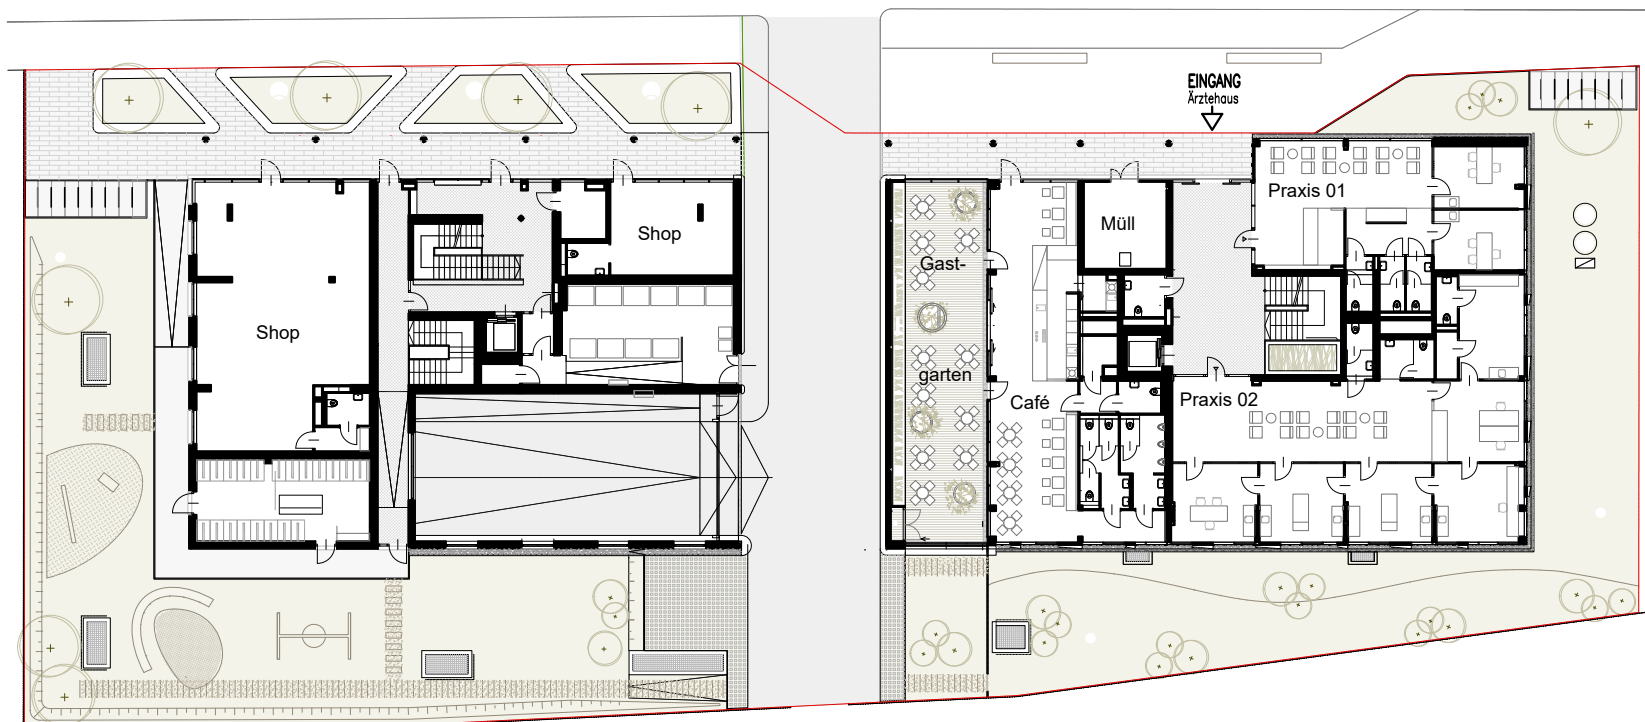 EINGANG
Ärztehaus
Praxis 01
Müll
Shop
Gast-
Shop
garten
Café
Praxis 02